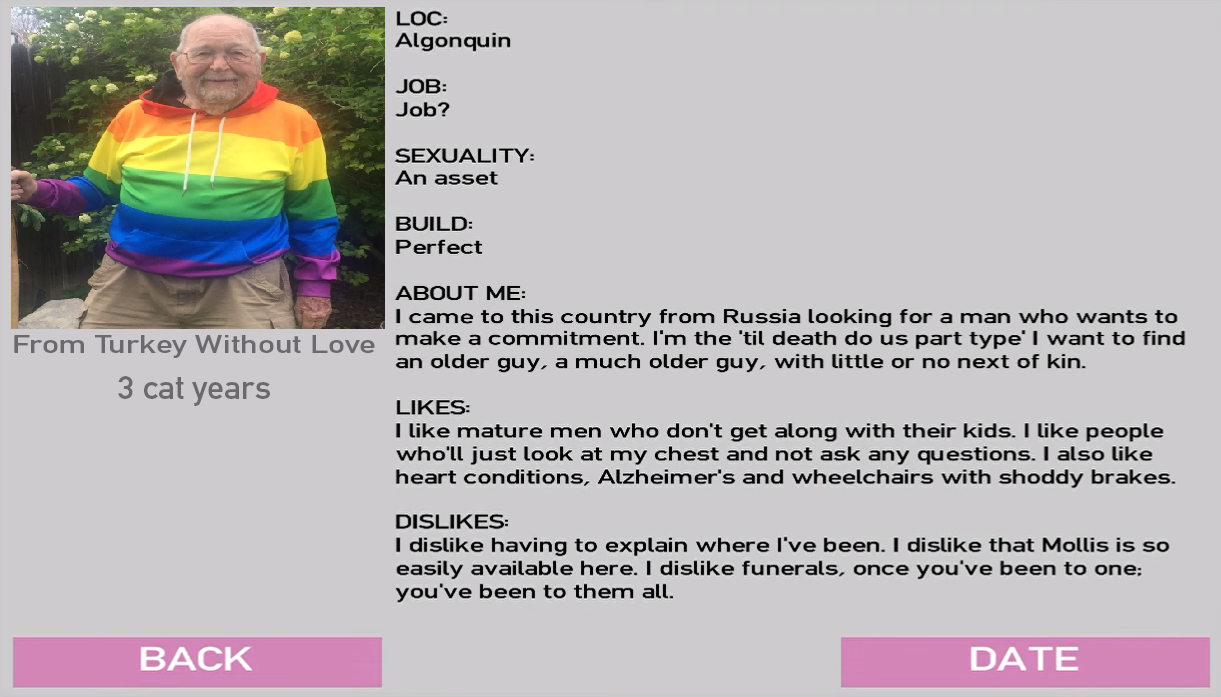 From Turkey Without Love
3 cat years
LOC:
Algonquin
JOB:
Job?
SEXUALITY:
An asset
BUILD:
Perfect
ABOUT ME:
I came to this country from Russia looking for a man who wants to
make a commitment. I'm the 'til death do us part type' I want to find
an older guy, a much older guy, with little or no next of kin.
LIKES:
I like mature men who don't get along with their kids. I like people
who'll just look at my chest and not ask any questions. I also like
heart conditions, Alzheimer's and wheelchairs with shoddy brakes.
DISLIKES:
I dislike having to explain where I've been. I dislike that Mollis is so
easily available here. I dislike funerals, once you've been to one;
you've been to them all.
BACK
DATE